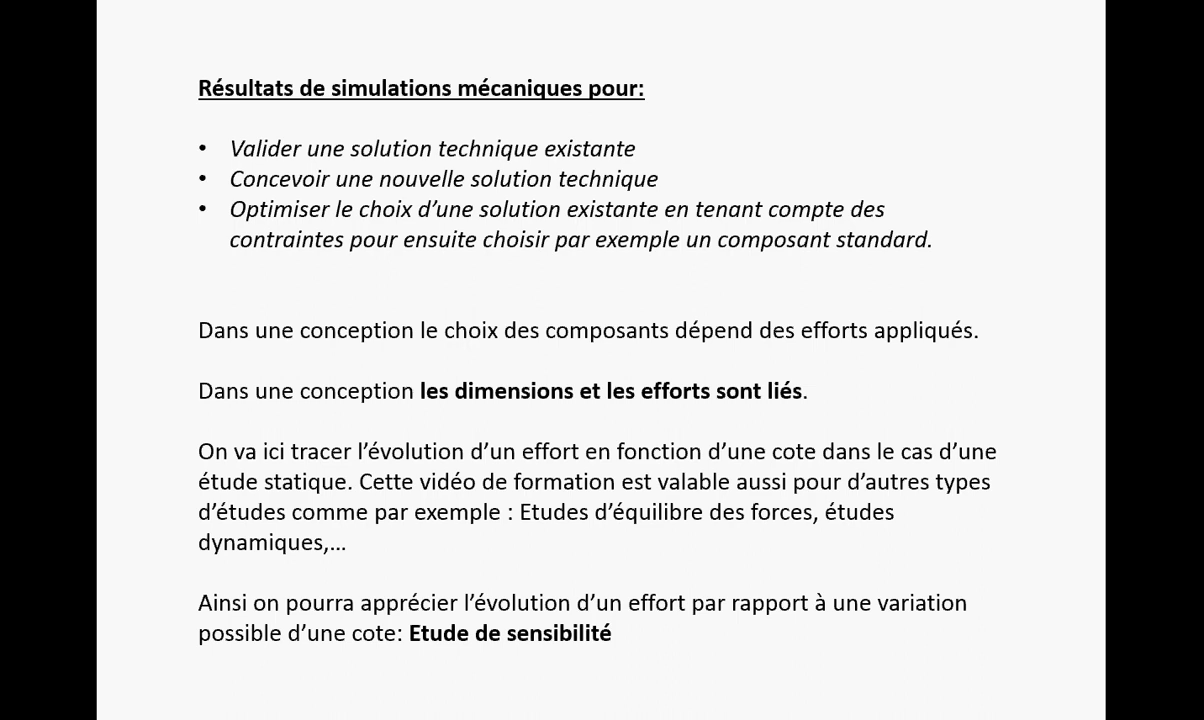 Résultats de simulations mécaniques pour:
• Valider une solution technique existante
• Concevoir une nouvelle solution technique
• Optimiser le choix d’une solution existante en tenant compte des
contraintes pour ensuite choisir par exemple un composant standard.
Dans une conception le choix des composants dépend des efforts appliqués.
Dans une conception les dimensions et les efforts sont liés.
On va ici tracer l’évolution d’un effort en fonction d’une cote dans le cas d’une
étude statique. Cette vidéo de formation est valable aussi pour d’autres types
d’études comme par exemple : Etudes d’équilibre des forces, études
dynamiques,…
Ainsi on pourra apprécier l’évolution d’un effort par rapport à une variation
possible d’une cote: Etude de sensibilité